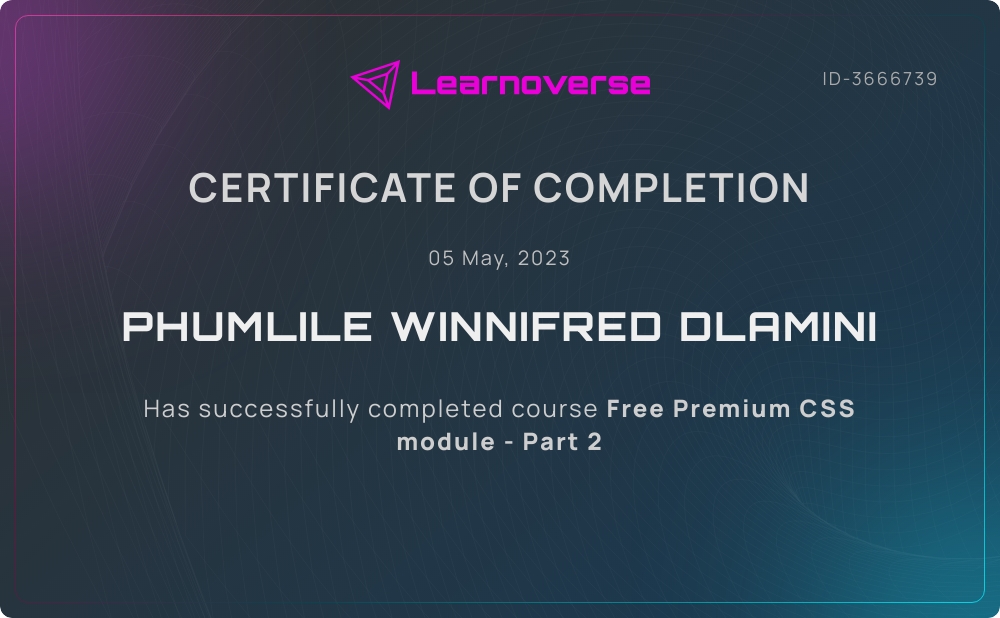 Learnoverse
ID-3666739
CERTIFICATE OF COMPLETION
05 May, 2023
PHUMLILE WINNIFRED DLAMINI
Has successfully completed course Free Premium CSS
module - Part 2